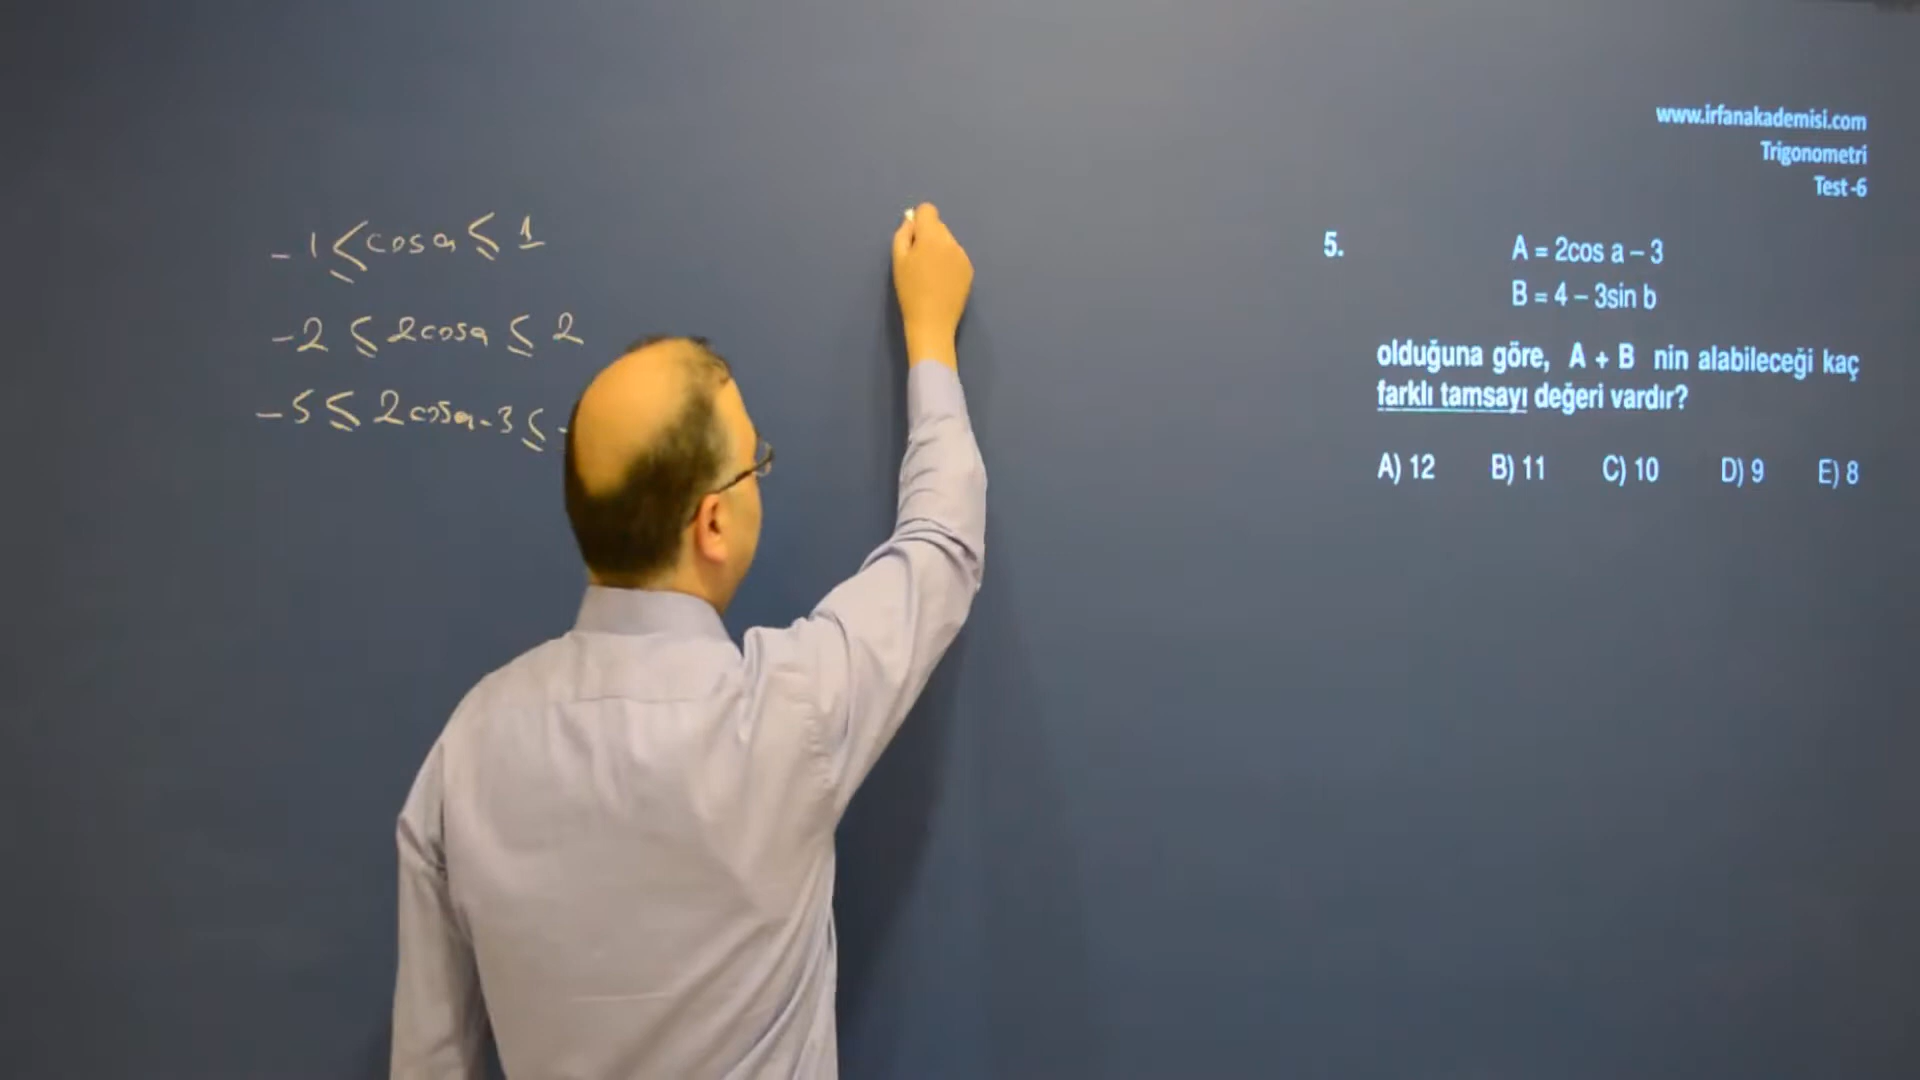 -1 ≤ cosa ≤ 1
-2 ≤ 2cosa ≤ 2
-5 ≤ 2cosa-3 ≤ -
www.irfanakademisi.com
Trigonometri
Test -6
5.
A = 2cos a – 3
B = 4 – 3sin b
olduğuna göre, A + B nin alabileceği kaç
farklı tamsayı değeri vardır?
A) 12 B) 11 C) 10 D) 9 E) 8